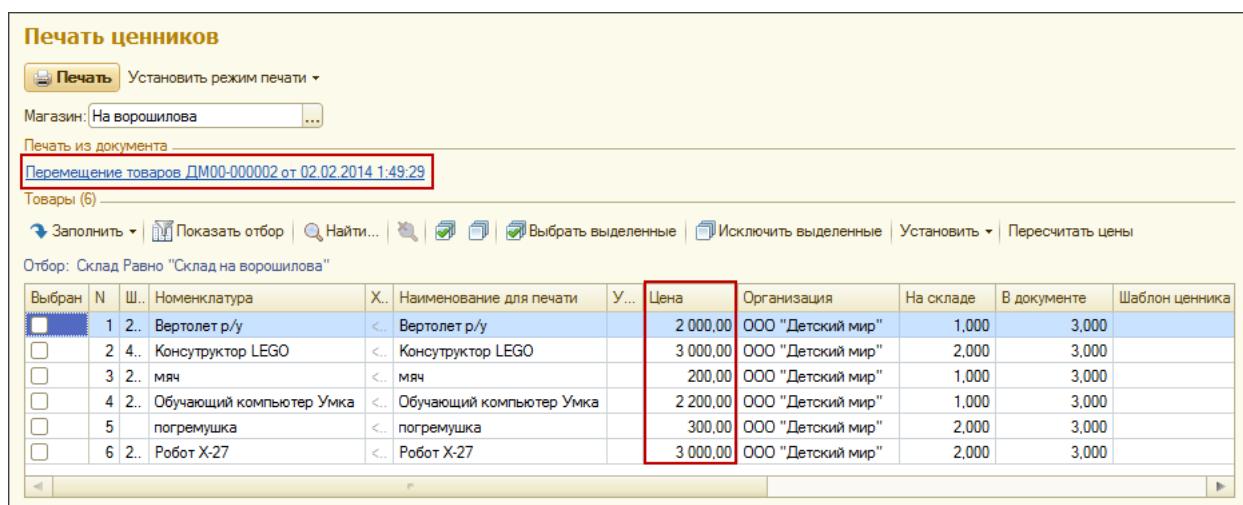 Печать ценников
Печать Установить режим печати
Магазин: На ворошилова ...
Печать из документа
Перемещение товаров ДМ00-000002 от 02.02.2014 1:49:29
Товары (6)
Заполнить Показать отбор Найти... Выбрать выделенные Исключить выделенные Установить Пересчитать цены
Отбор: Склад Равно "Склад на ворошилова"
Выбран N Ш.. Номенклатура Х.. Наименование для печати У... Цена Организация На складе В документе Шаблон ценника
1 2.. Вертолет р/у <.. Вертолет р/у 2 000,00 ООО "Детский мир" 1,000 3,000
2 4.. Консутруктор LEGO <.. Консутруктор LEGO 3 000,00 ООО "Детский мир" 2,000 3,000
3 2.. мяч <.. мяч 200,00 ООО "Детский мир" 1,000 3,000
4 2.. Обучающий компьютер Умка <.. Обучающий компьютер Умка 2 200,00 ООО "Детский мир" 1,000 3,000
5 погремушка <.. погремушка 300,00 ООО "Детский мир" 2,000 3,000
6 2.. Робот Х-27 <.. Робот Х-27 3 000,00 ООО "Детский мир" 2,000 3,000